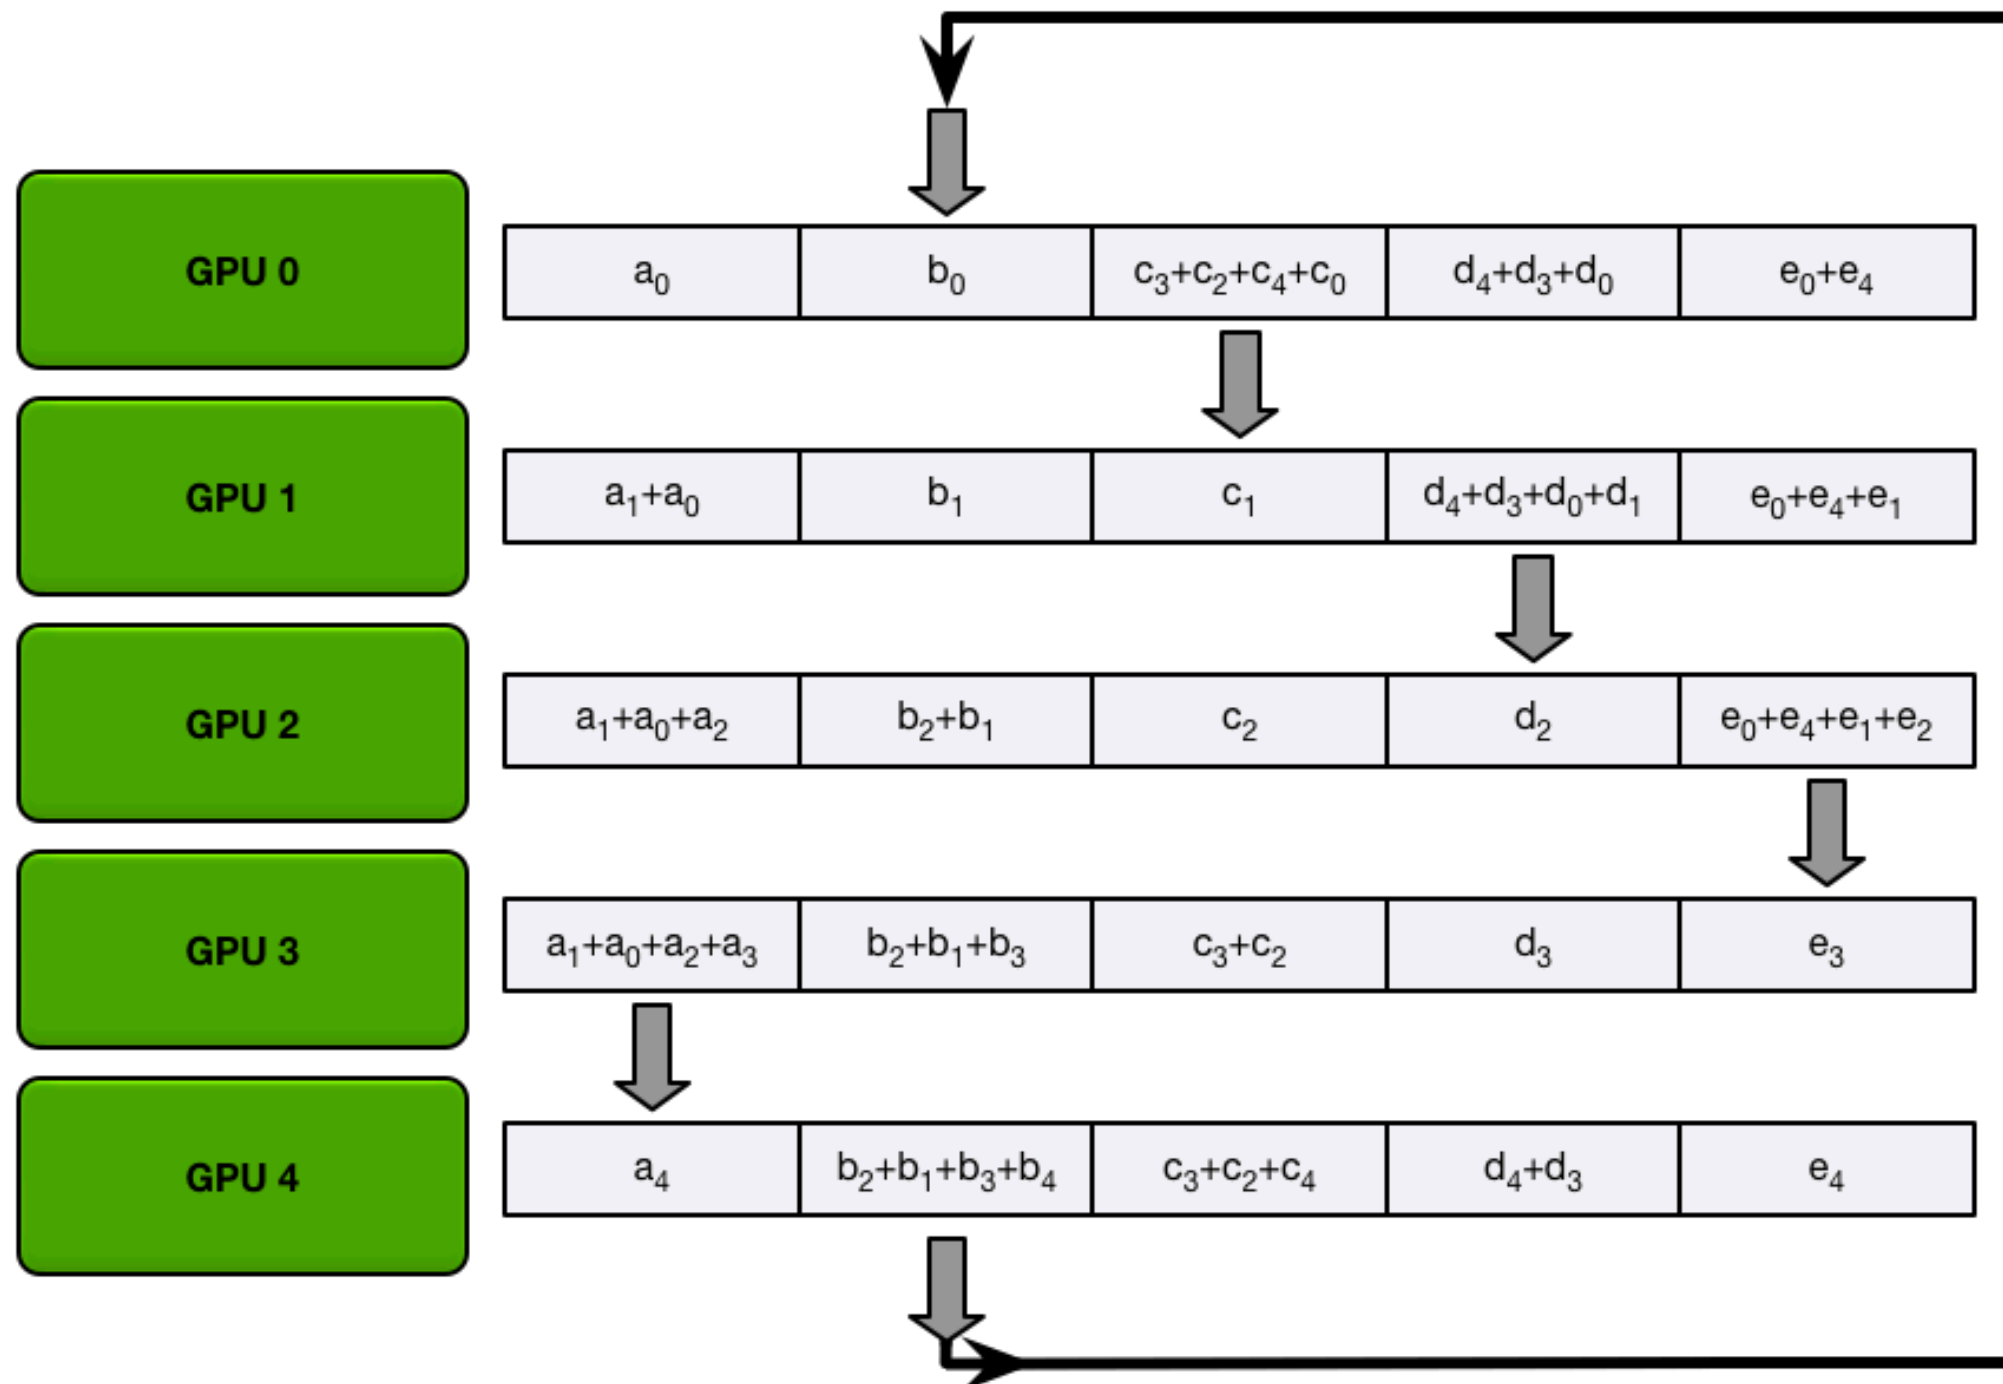 GPU 0 a₀ b₀ c₃+c₂+c₄+c₀ d₄+d₃+d₀ e₀+e₄
GPU 1 a₁+a₀ b₁ c₁ d₄+d₃+d₀+d₁ e₀+e₄+e₁
GPU 2 a₁+a₀+a₂ b₂+b₁ c₂ d₂ e₀+e₄+e₁+e₂
GPU 3 a₁+a₀+a₂+a₃ b₂+b₁+b₃ c₃+c₂ d₃ e₃
GPU 4 a₄ b₂+b₁+b₃+b₄ c₃+c₂+c₄ d₄+d₃ e₄